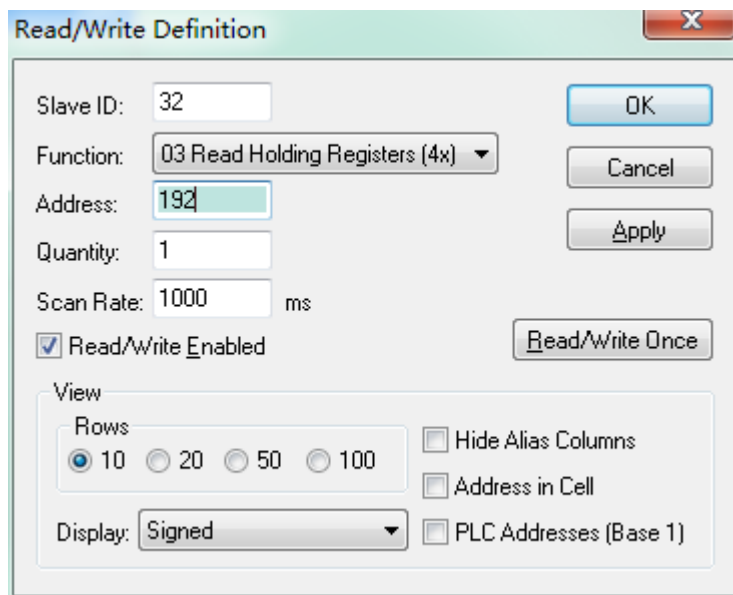 Read/Write Definition
Slave ID: 32
OK
Function: 03 Read Holding Registers (4x)
Cancel
Address: 192
Apply
Quantity: 1
Scan Rate: 1000 ms
Read/Write Enabled
Read/Write Once
View
Rows
10 20 50 100
Hide Alias Columns
Address in Cell
Display: Signed
PLC Addresses (Base 1)